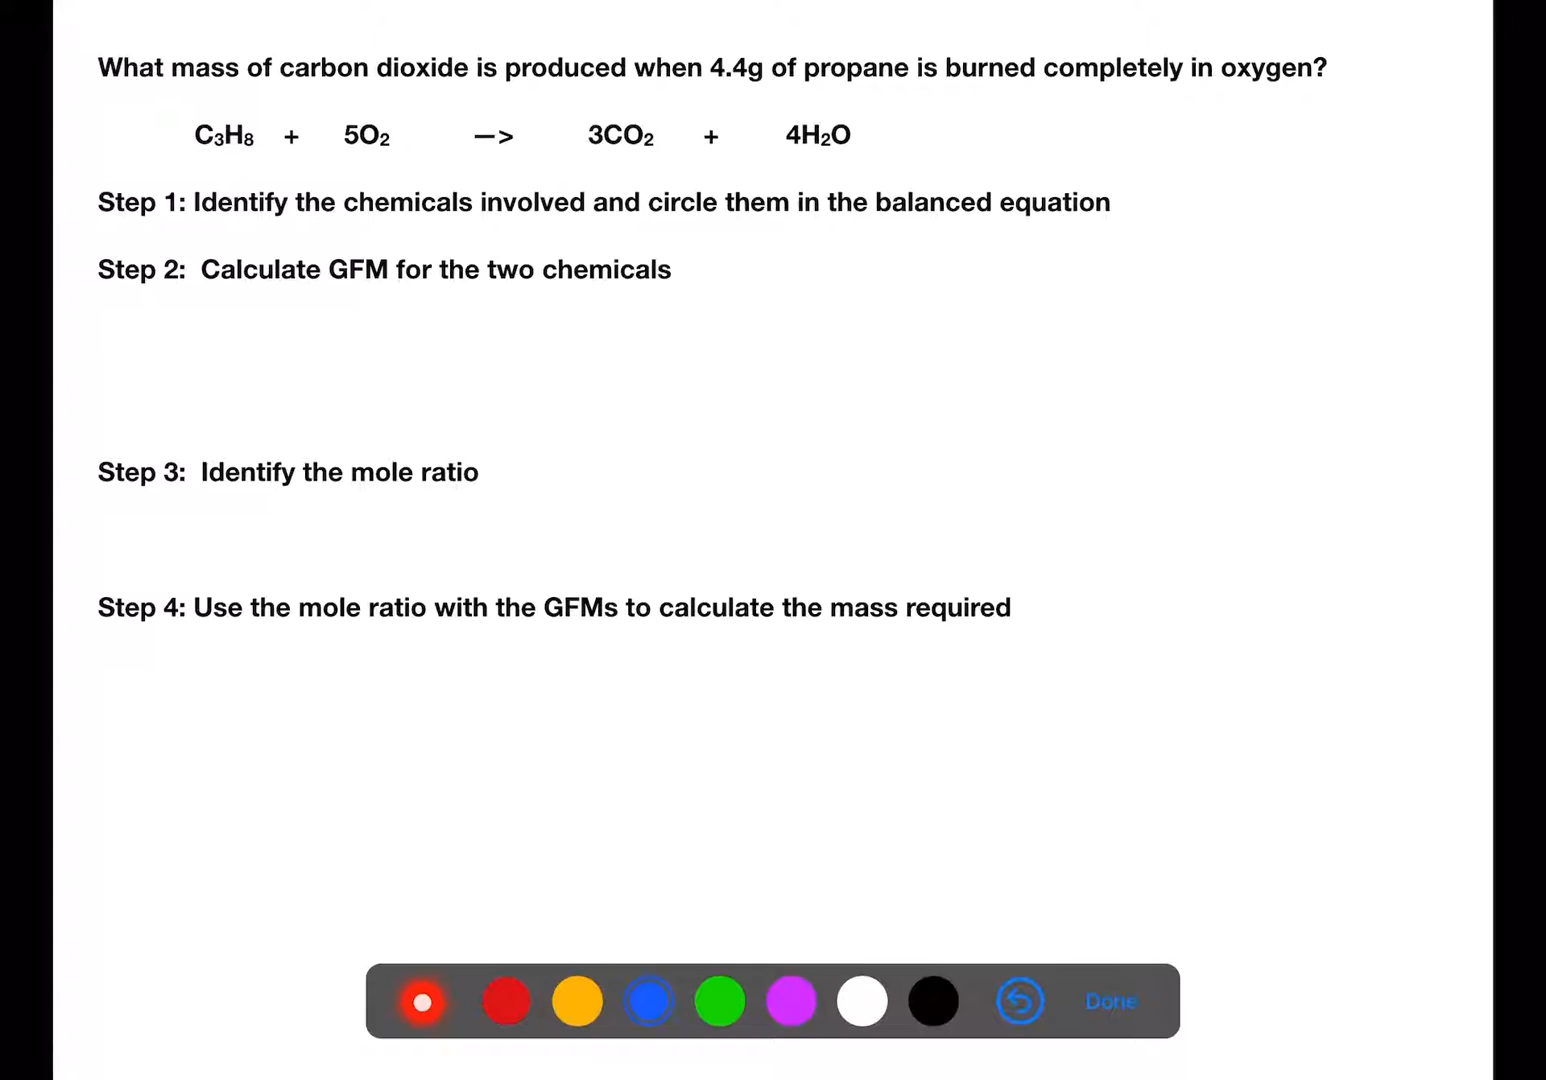 What mass of carbon dioxide is produced when 4.4g of propane is burned completely in oxygen?
C₃H₈ + 5O₂ —> 3CO₂ + 4H₂O
Step 1: Identify the chemicals involved and circle them in the balanced equation
Step 2: Calculate GFM for the two chemicals
Step 3: Identify the mole ratio
Step 4: Use the mole ratio with the GFMs to calculate the mass required
Done